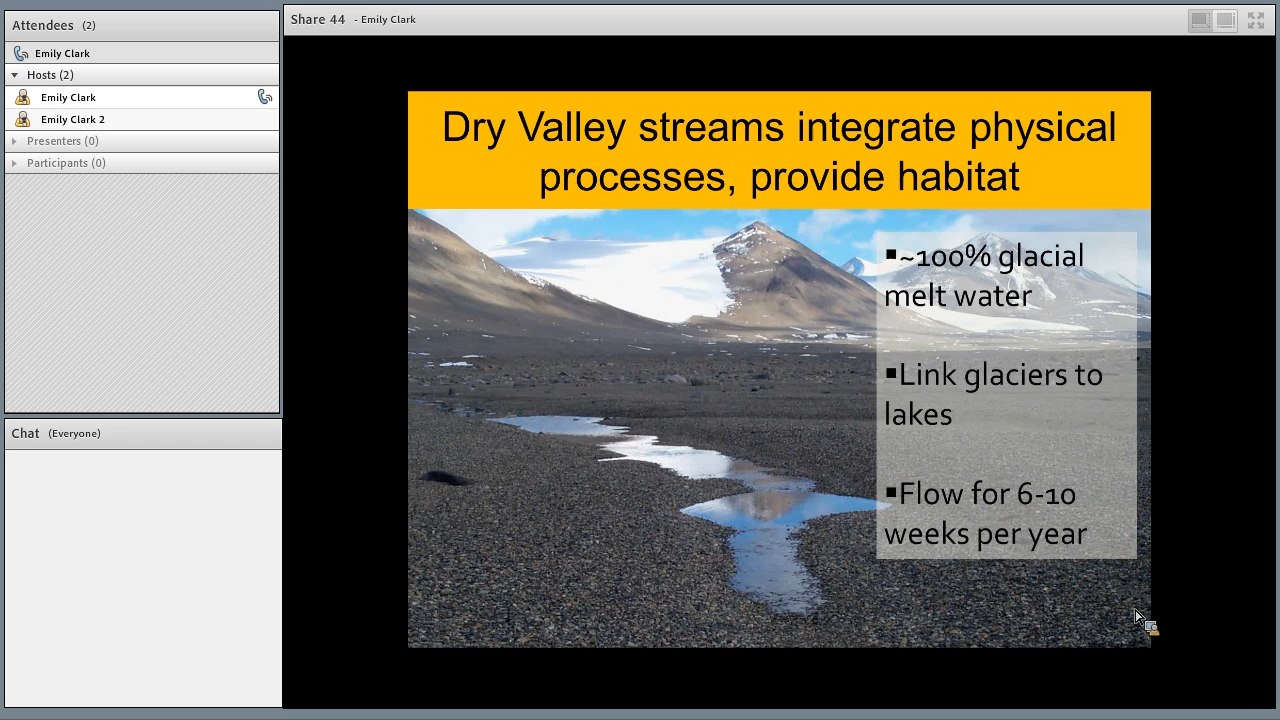 Attendees (2)
Emily Clark
Hosts (2)
Emily Clark
Emily Clark 2
Presenters (0)
Participants (0)
Chat (Everyone)
Share 44 - Emily Clark
Dry Valley streams integrate physical
processes, provide habitat
▪~100% glacial
melt water
▪Link glaciers to
lakes
▪Flow for 6-10
weeks per year